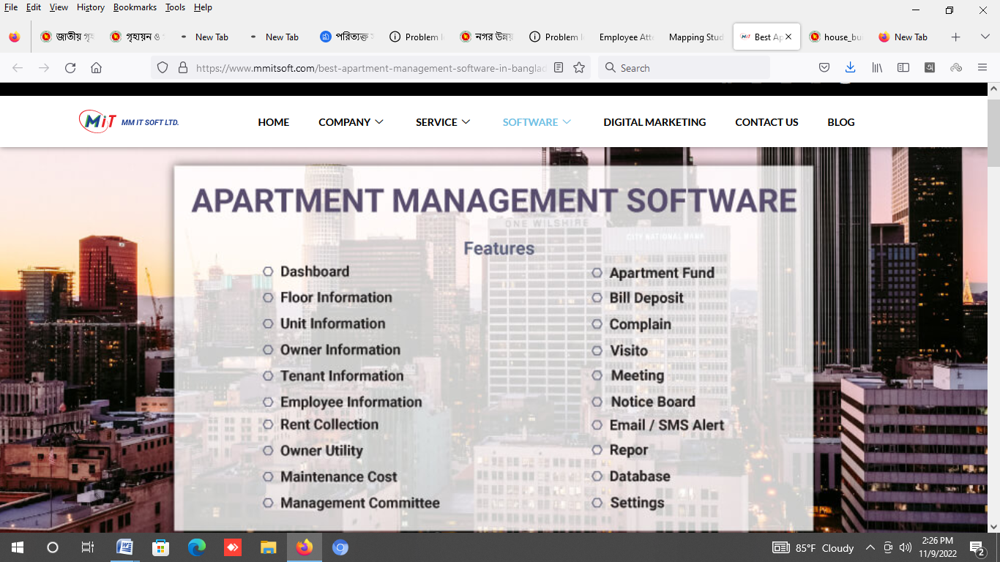 File Edit View History Bookmarks Tools Help
জাতীয় গৃহ
গৃহায়ন ও
New Tab
New Tab
পরিত্যক্ত
Problem
নগর উন্নয়
Problem
Employee Att
Mapping Stud
MiT Best Ap
house_bu
New Tab
https://www.mmitsoft.com/best-apartment-management-software-in-banglad
Search
MiT MM IT SOFT LTD.
HOME COMPANY SERVICE SOFTWARE DIGITAL MARKETING CONTACT US BLOG
APARTMENT MANAGEMENT SOFTWARE
ONE WILSHIRE
CITY NATIONAL BANK
Features
Dashboard
Floor Information
Unit Information
Owner Information
Tenant Information
Employee Information
Rent Collection
Owner Utility
Maintenance Cost
Management Committee
Apartment Fund
Bill Deposit
Complain
Visito
Meeting
Notice Board
Email / SMS Alert
Repor
Database
Settings
85°F Cloudy
2:26 PM
11/9/2022
2